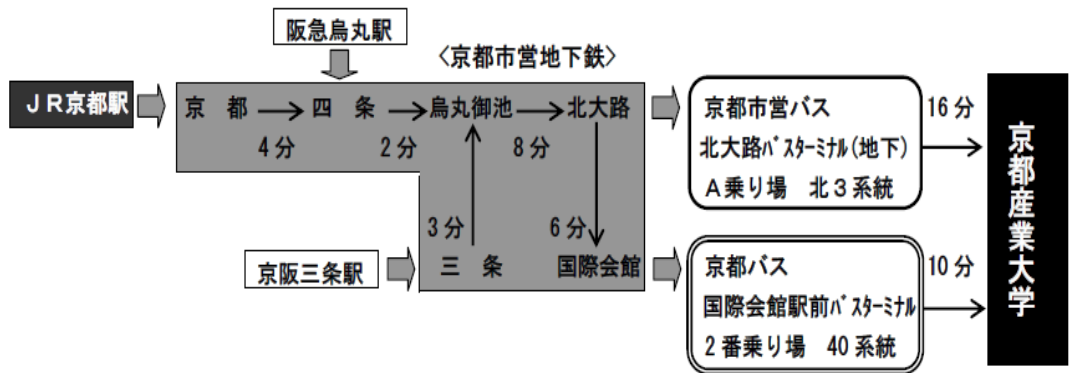 阪急烏丸駅
〈京都市営地下鉄〉
JR京都駅
京都
四条
烏丸御池
北大路
4分
2分
8分
京都市営バス
北大路バスターミナル(地下)
A乗り場 北3系統
16分
京都産業大学
3分
6分
京阪三条駅
三条
国際会館
京都バス
国際会館駅前バスターミナル
2番乗り場 40系統
10分